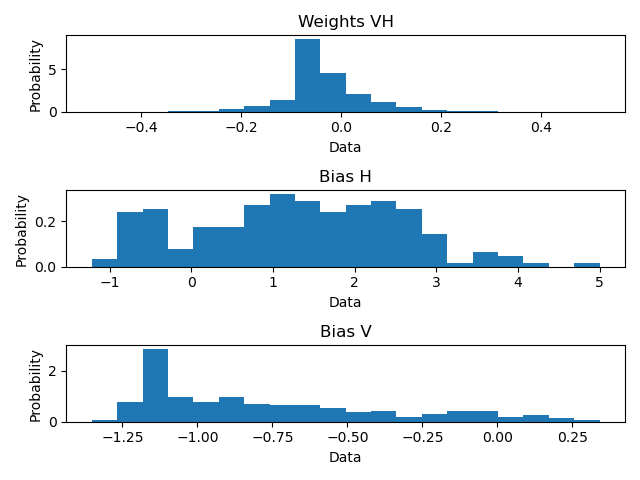 Weights VH
Probability
5
0
−0.4 −0.2 0.0 0.2 0.4
Data
Bias H
Probability
0.2
0.0
−1 0 1 2 3 4 5
Data
Bias V
Probability
2
0
−1.25 −1.00 −0.75 −0.50 −0.25 0.00 0.25
Data